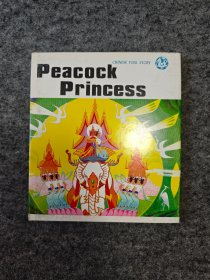 CHINESE FOLK STORY
Peacock
Princess